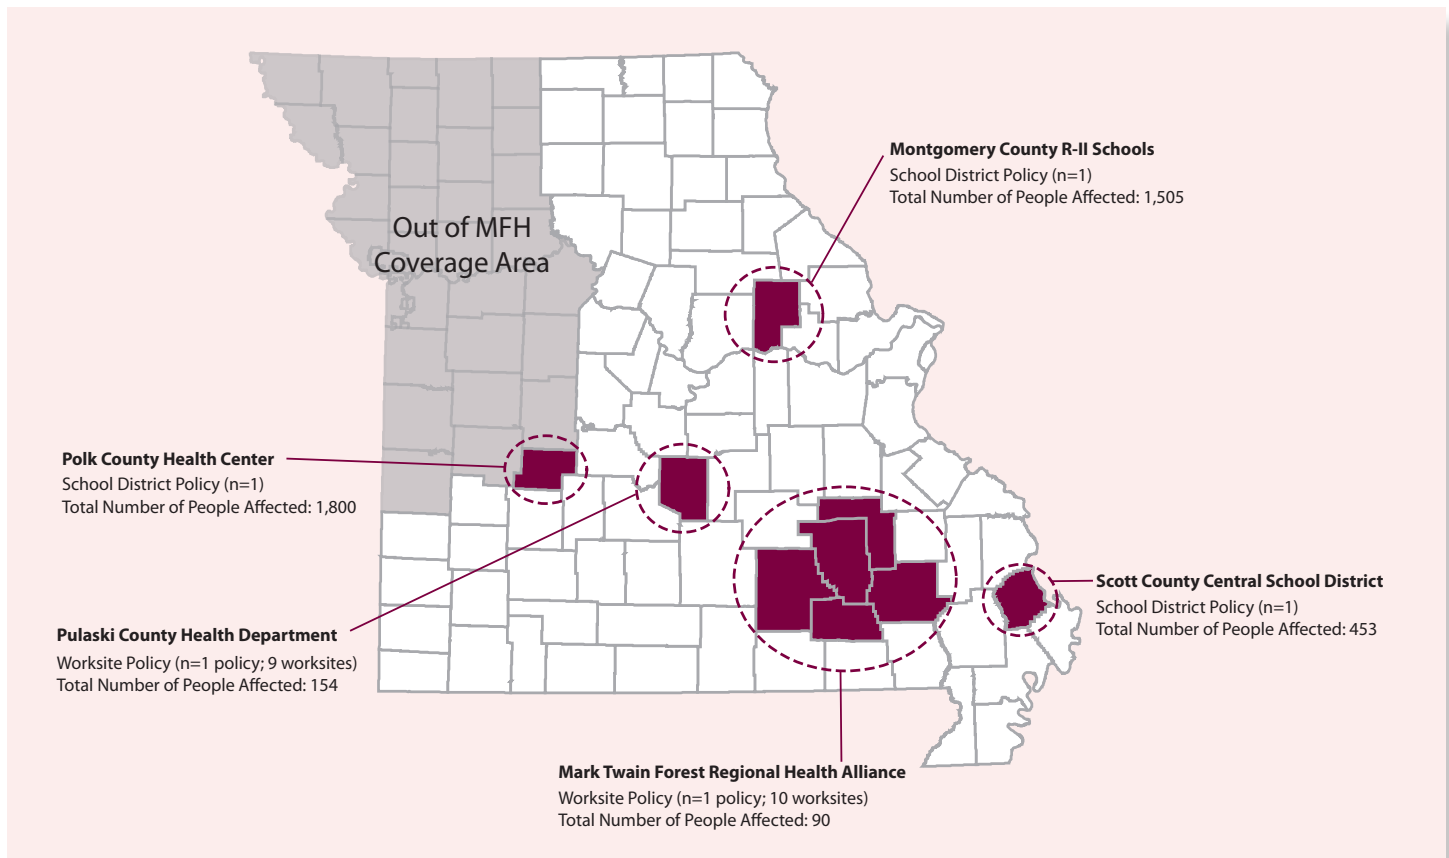 Montgomery County R-II Schools
School District Policy (n=1)
Total Number of People Affected: 1,505
Out of MFH
Coverage Area
Polk County Health Center
School District Policy (n=1)
Total Number of People Affected: 1,800
Scott County Central School District
School District Policy (n=1)
Total Number of People Affected: 453
Pulaski County Health Department
Worksite Policy (n=1 policy; 9 worksites)
Total Number of People Affected: 154
Mark Twain Forest Regional Health Alliance
Worksite Policy (n=1 policy; 10 worksites)
Total Number of People Affected: 90